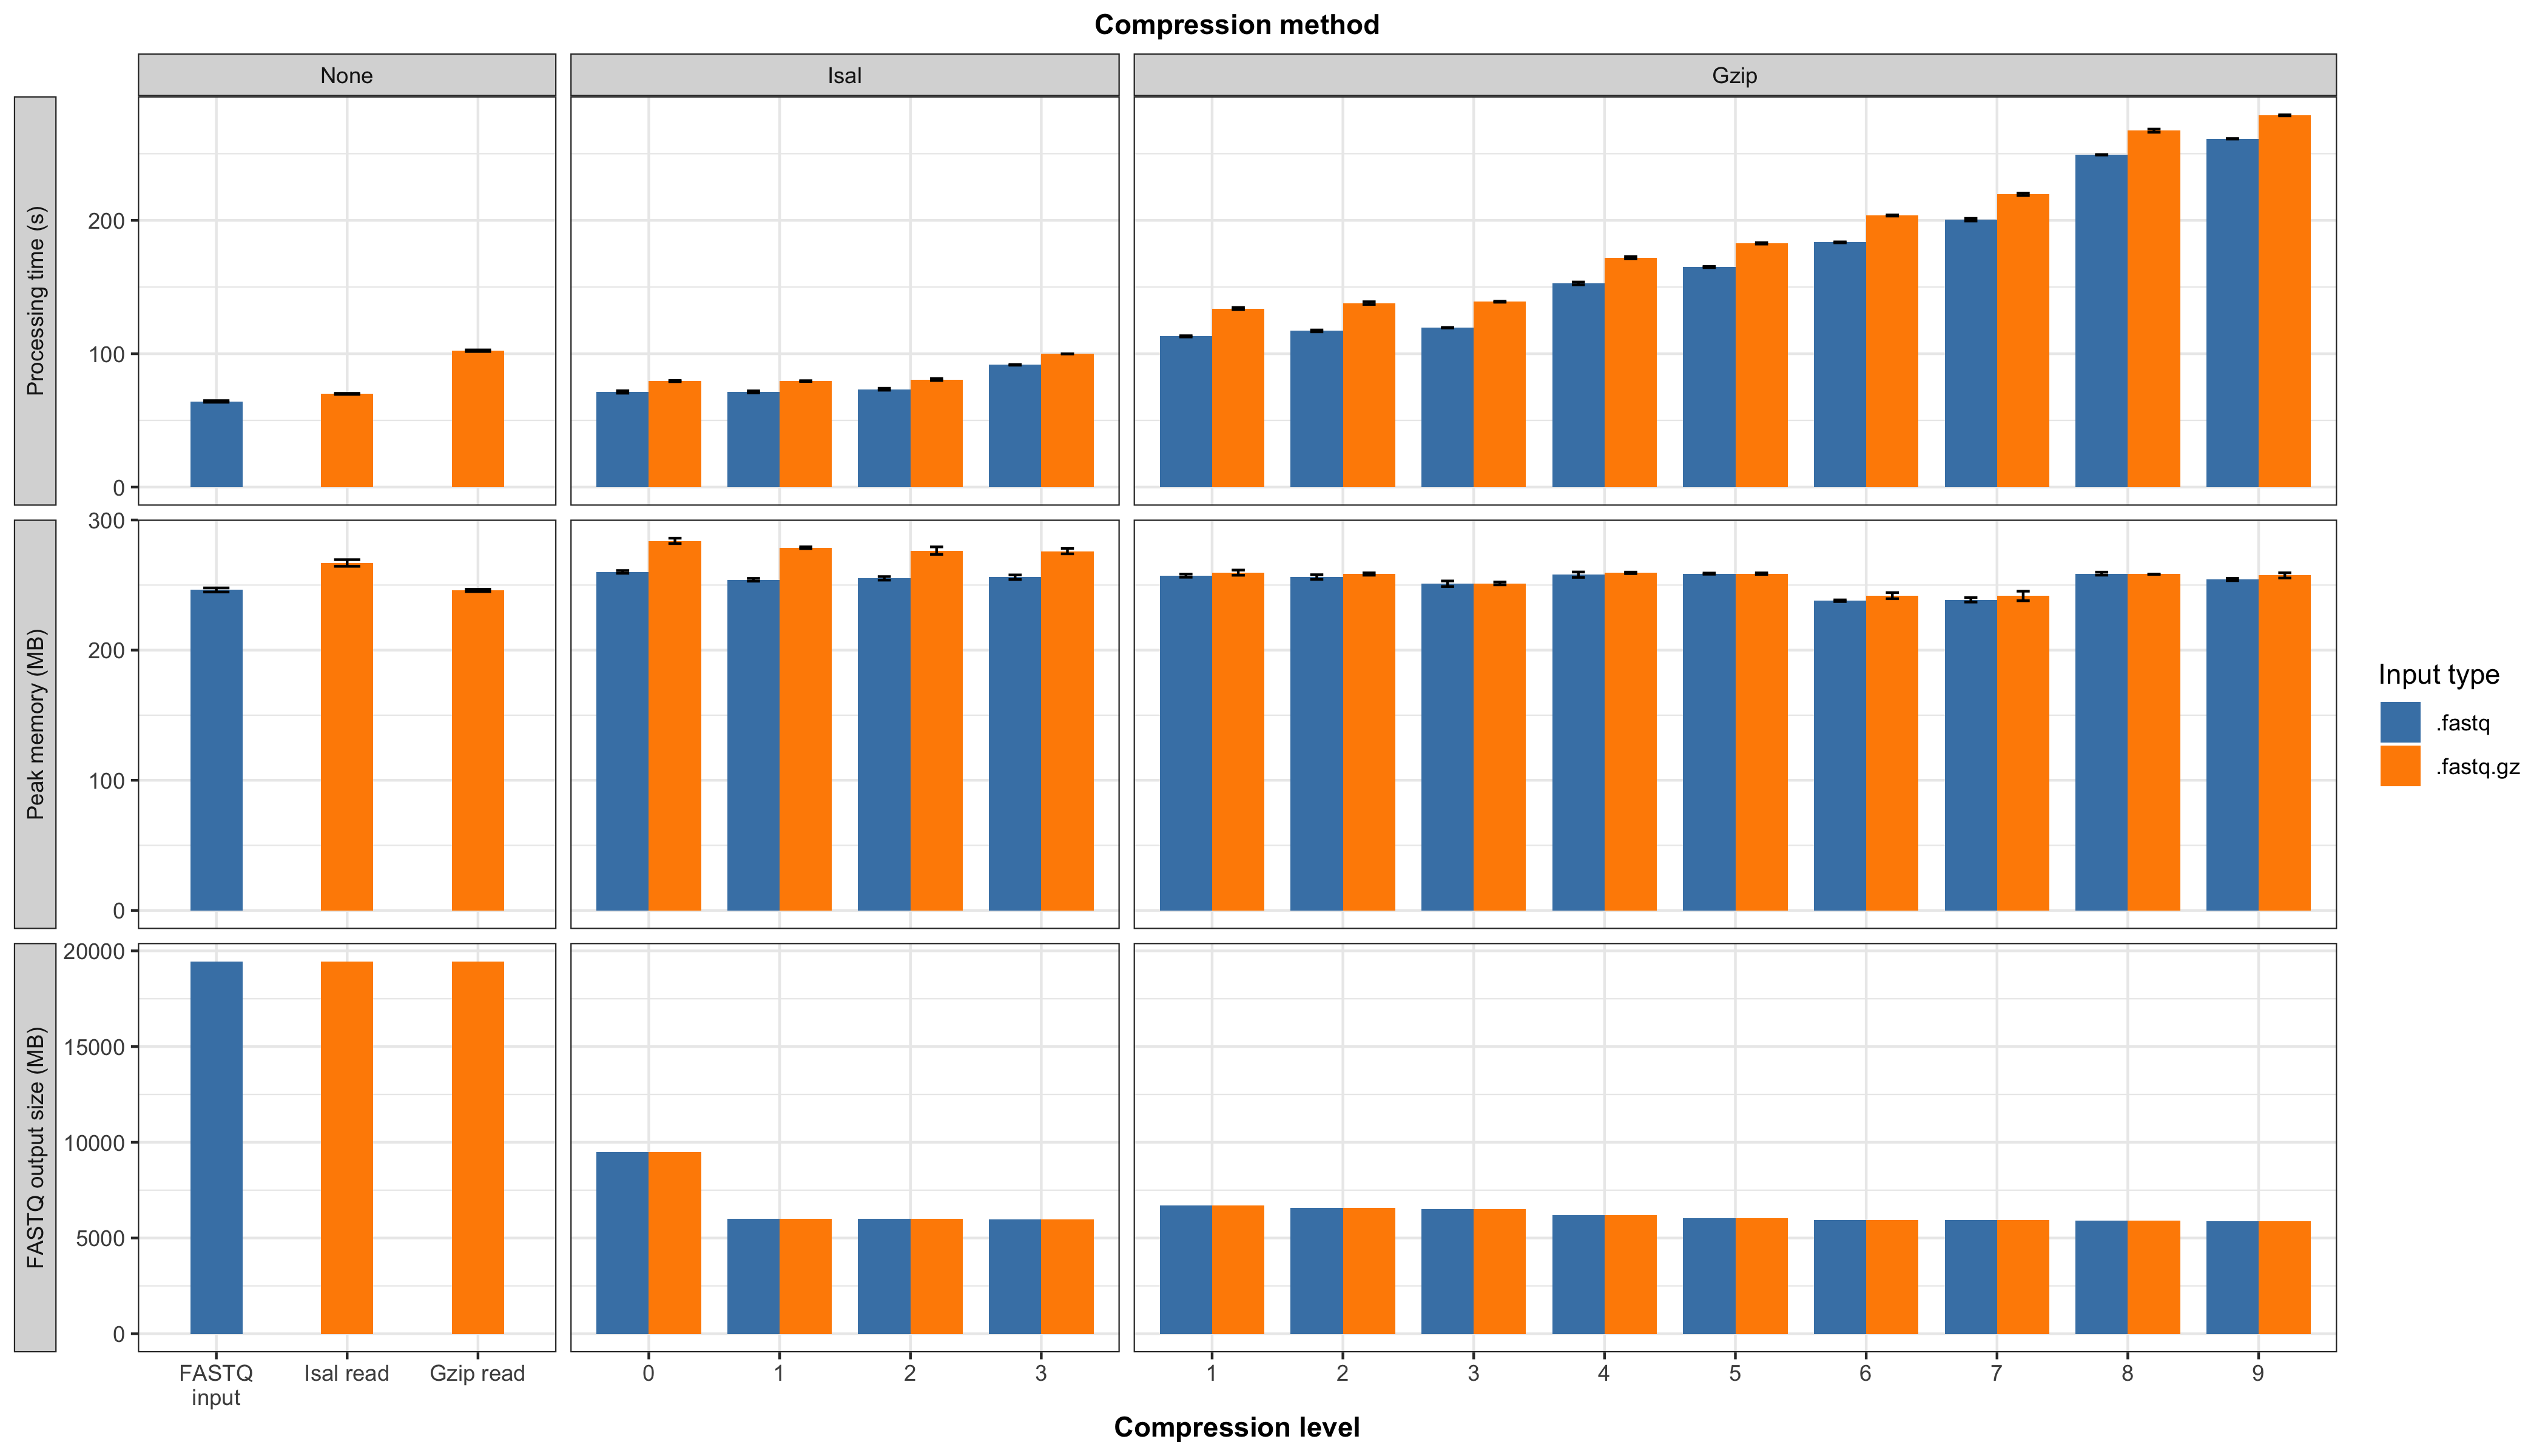 Compression method
None
Isal
Gzip
Processing time (s)
200
100
0
Peak memory (MB)
300
200
100
0
FASTQ output size (MB)
20000
15000
10000
5000
0
FASTQ
input
Isal read
Gzip read
0
1
2
3
1
2
3
4
5
6
7
8
9
Compression level
Input type
.fastq
.fastq.gz